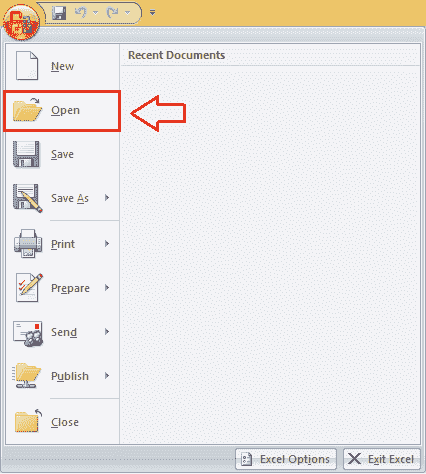 Recent Documents
New
Open
Save
Save As
Print
Prepare
Send
Publish
Close
Excel Options
Exit Excel